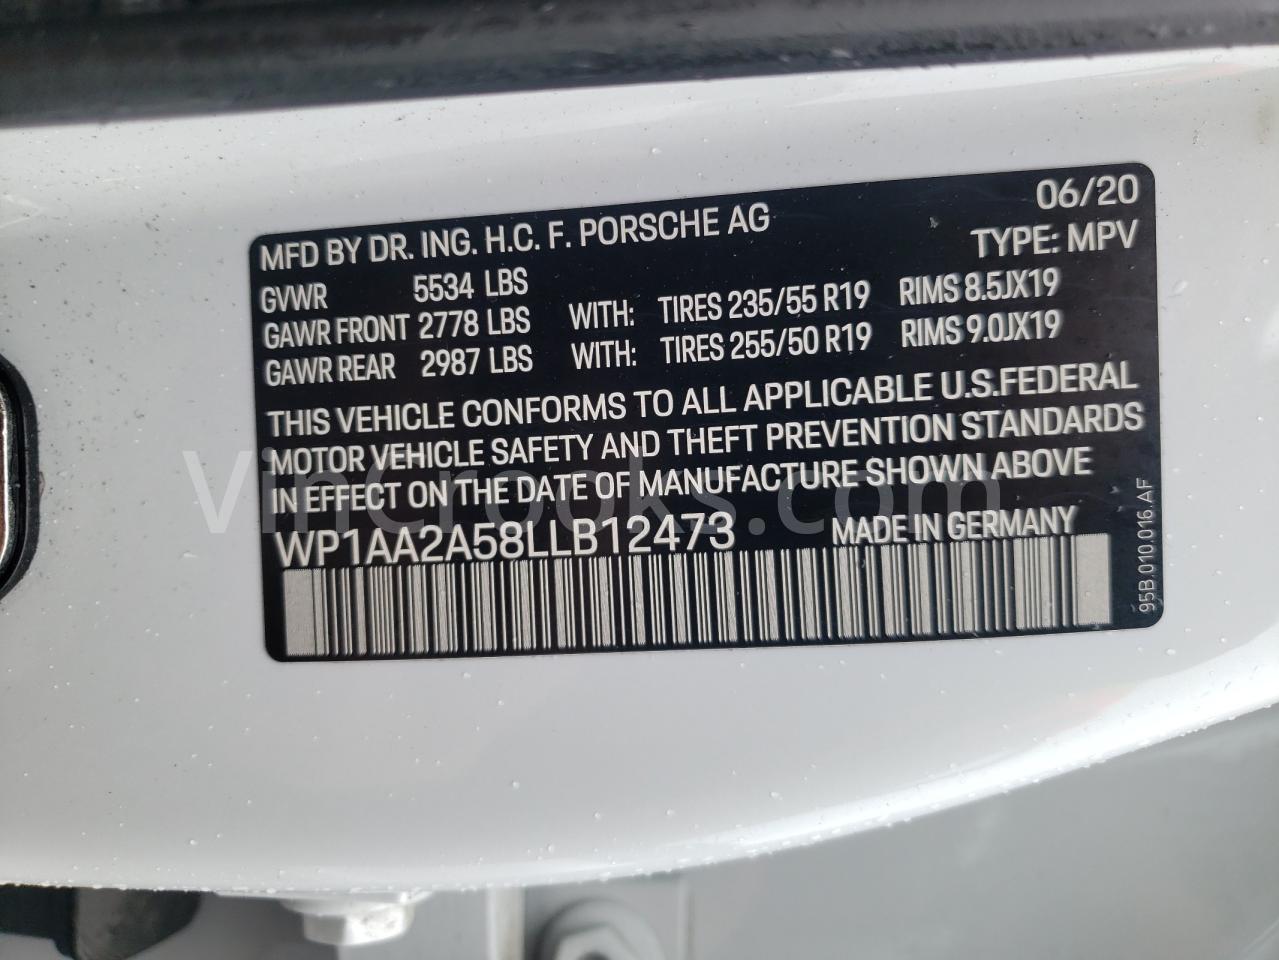 06/20
MFD BY DR. ING. H.C. F. PORSCHE AG
TYPE: MPV
GVWR 5534 LBS
GAWR FRONT 2778 LBS WITH: TIRES 235/55 R19 RIMS 8.5JX19
GAWR REAR 2987 LBS WITH: TIRES 255/50 R19 RIMS 9.0JX19
THIS VEHICLE CONFORMS TO ALL APPLICABLE U.S.FEDERAL
MOTOR VEHICLE SAFETY AND THEFT PREVENTION STANDARDS
IN EFFECT ON THE DATE OF MANUFACTURE SHOWN ABOVE
WP1AA2A58LLB12473 MADE IN GERMANY
95B.010.016.AF
VinCrooks.com